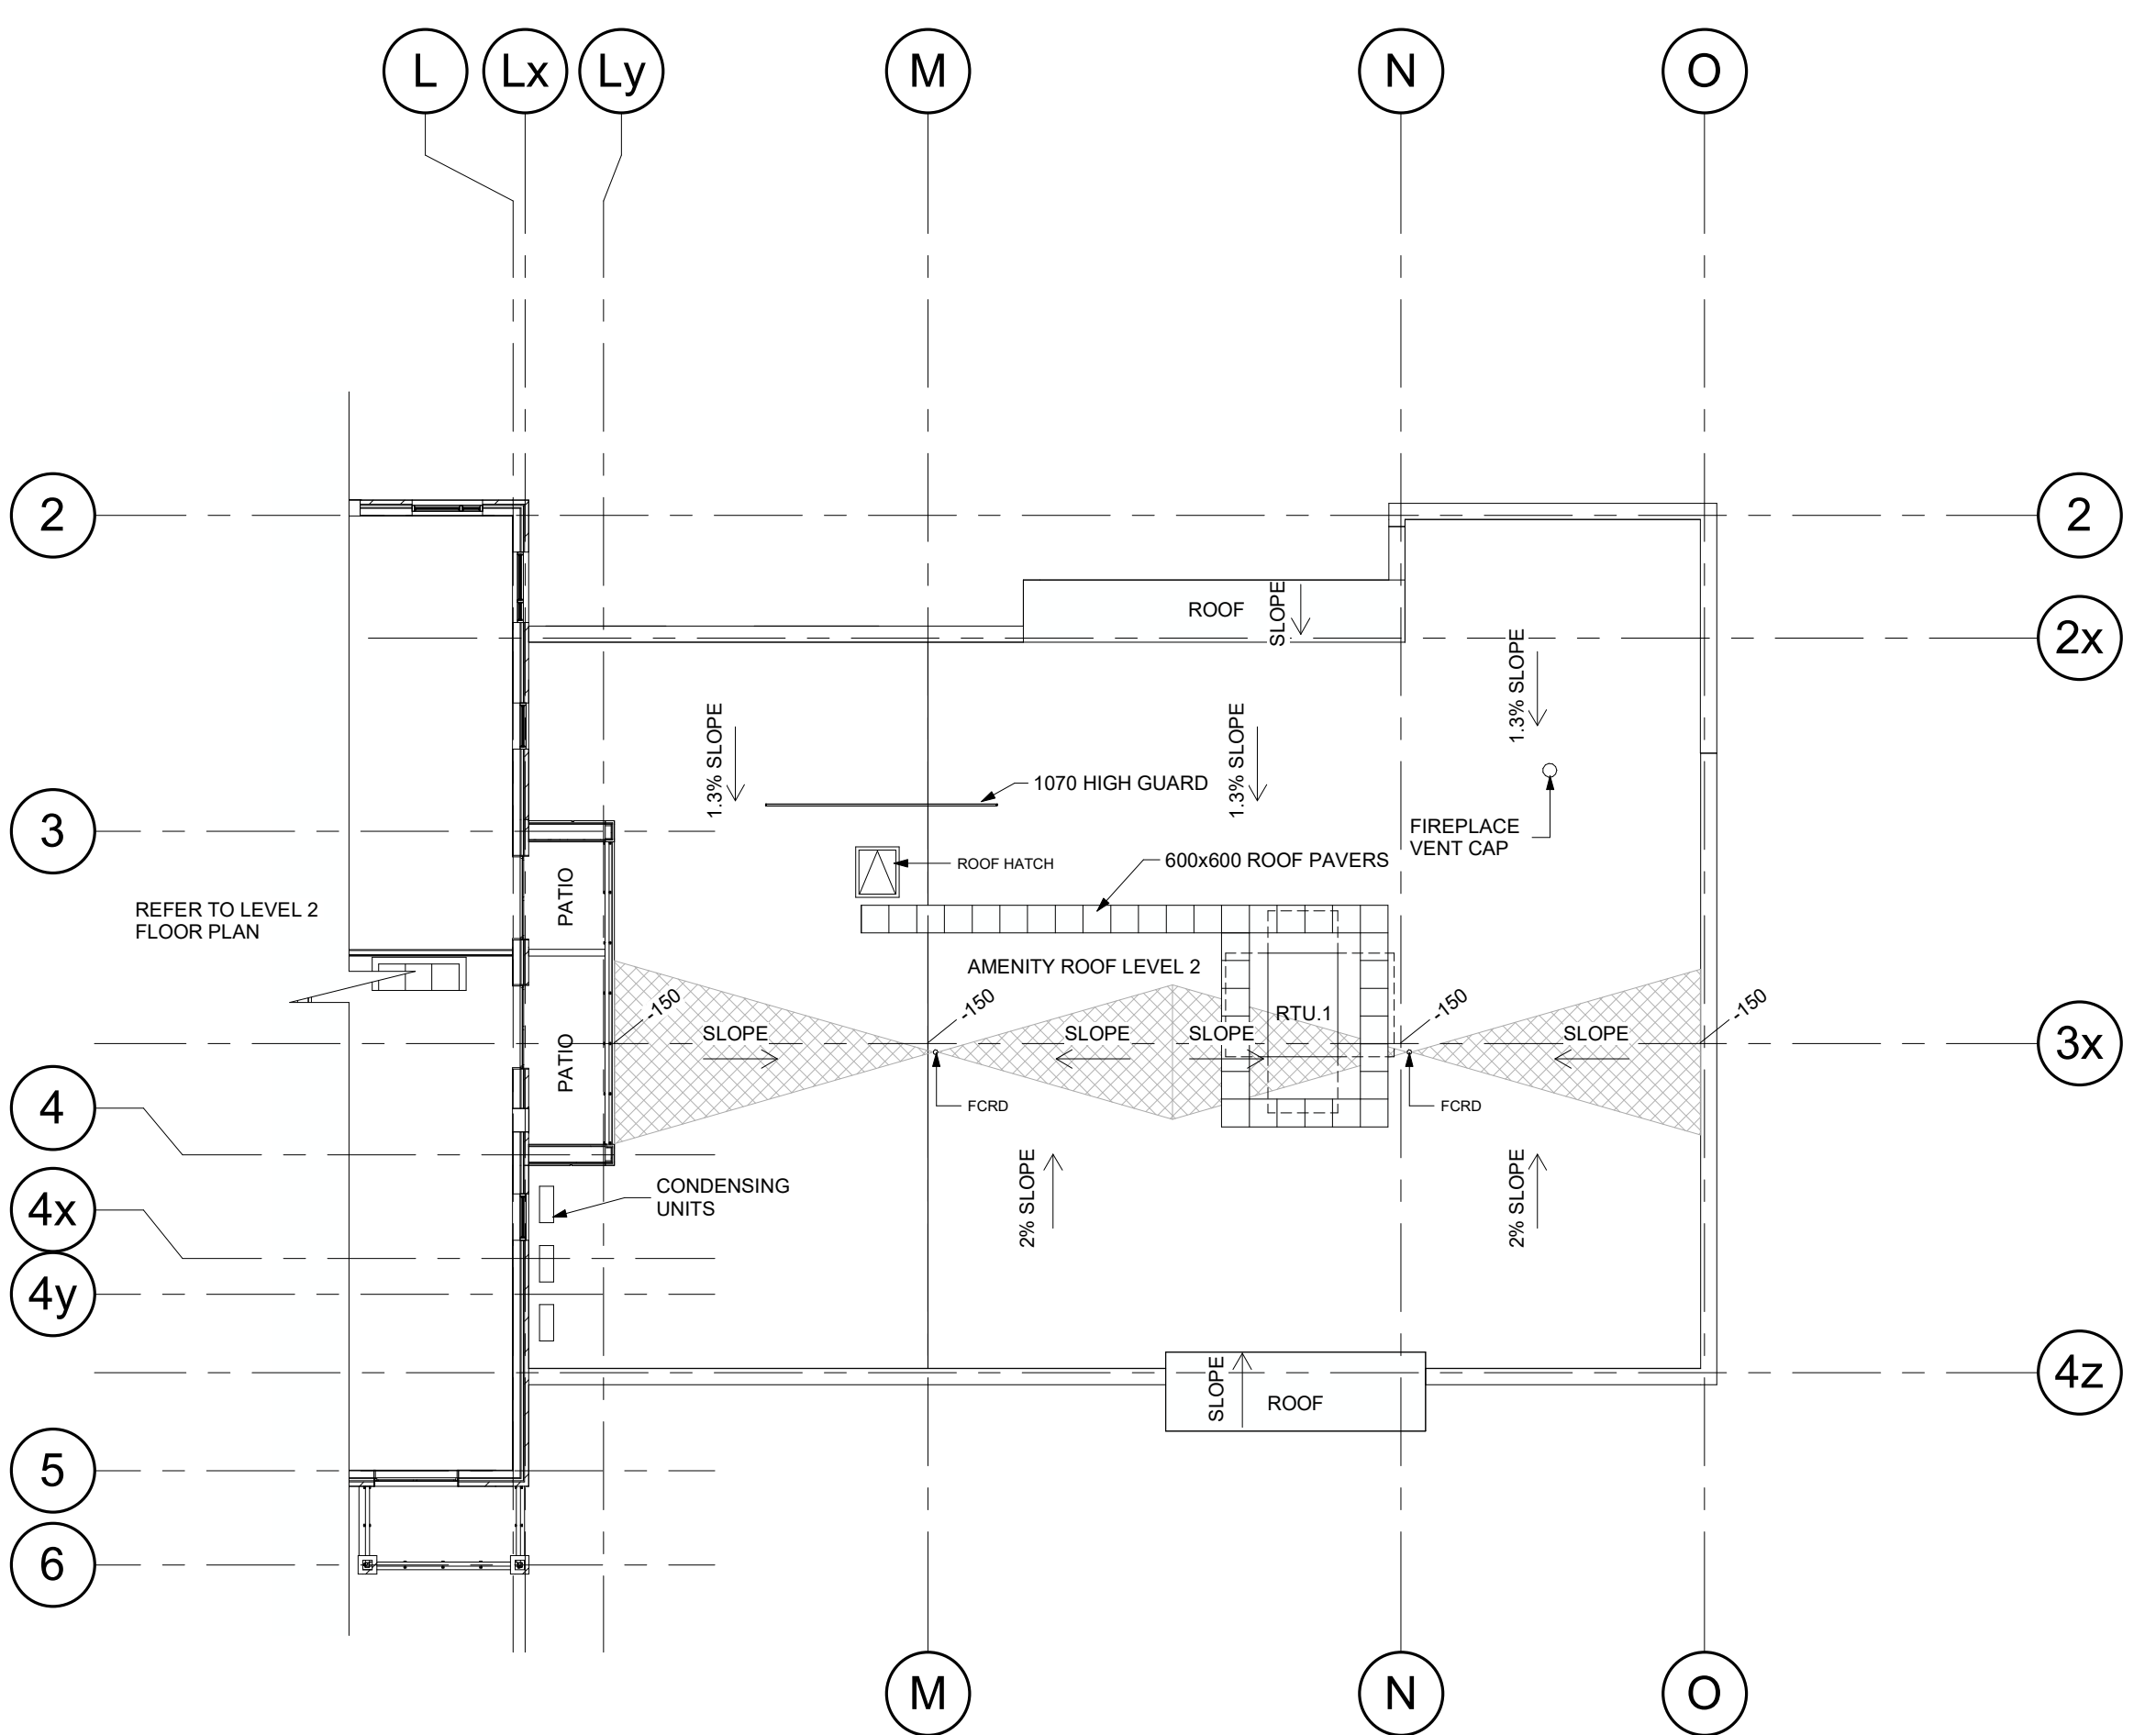 L
Lx
Ly
M
N
O
2
2
ROOF
SLOPE
2x
1.3% SLOPE
1.3% SLOPE
1.3% SLOPE
1070 HIGH GUARD
3
FIREPLACE
VENT CAP
ROOF HATCH
600x600 ROOF PAVERS
PATIO
REFER TO LEVEL 2
FLOOR PLAN
AMENITY ROOF LEVEL 2
-150
-150
-150
-150
RTU.1
SLOPE
SLOPE
SLOPE
SLOPE
3x
PATIO
4
FCRD
FCRD
2% SLOPE
2% SLOPE
CONDENSING
UNITS
4x
4y
4z
SLOPE
ROOF
5
6
M
N
O